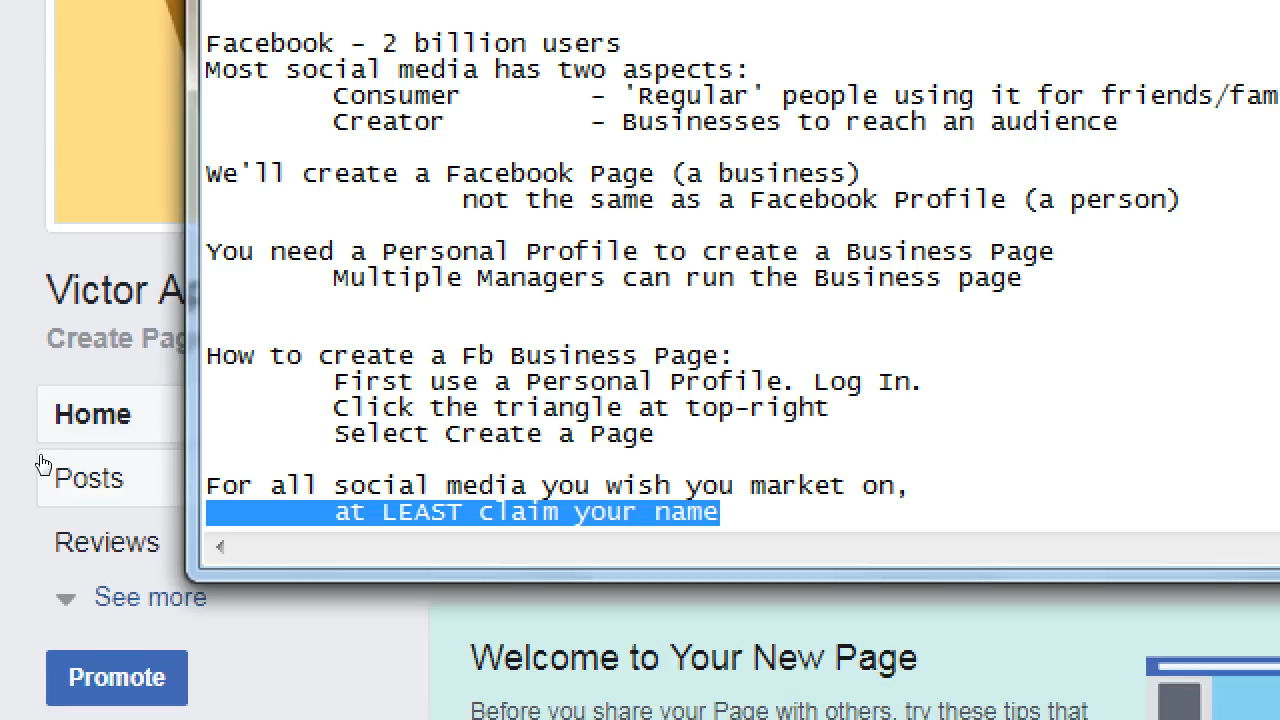 Facebook – 2 billion users
Most social media has two aspects:
Consumer – 'Regular' people using it for friends/fam
Creator – Businesses to reach an audience
We'll create a Facebook Page (a business)
not the same as a Facebook Profile (a person)
You need a Personal Profile to create a Business Page
Multiple Managers can run the Business page
How to create a Fb Business Page:
First use a Personal Profile. Log In.
Click the triangle at top-right
Select Create a Page
For all social media you wish you market on,
at LEAST claim your name
Victor
Create
Home
Posts
Reviews
See more
Promote
Welcome to Your New Page
Before you share your Page with others, try these tips that